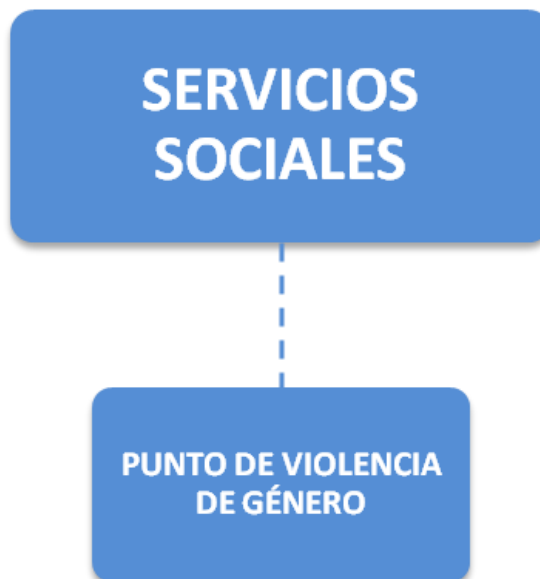 SERVICIOS
SOCIALES
PUNTO DE VIOLENCIA
DE GÉNERO